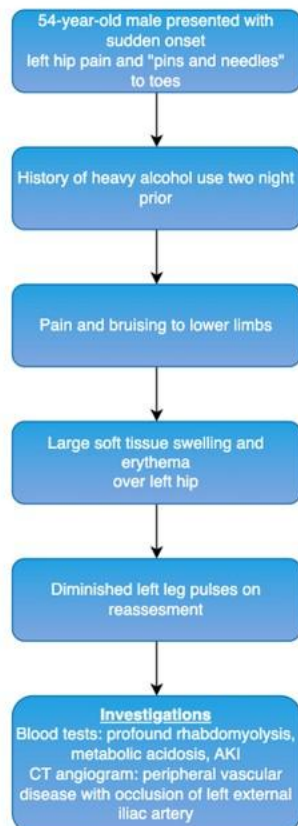 54-year-old male presented with
sudden onset
left hip pain and "pins and needles"
to toes
History of heavy alcohol use two night
prior
Pain and bruising to lower limbs
Large soft tissue swelling and
erythema
over left hip
Diminished left leg pulses on
reassesment
Investigations
Blood tests: profound rhabdomyolysis,
metabolic acidosis, AKI
CT angiogram: peripheral vascular
disease with occlusion of left external
iliac artery